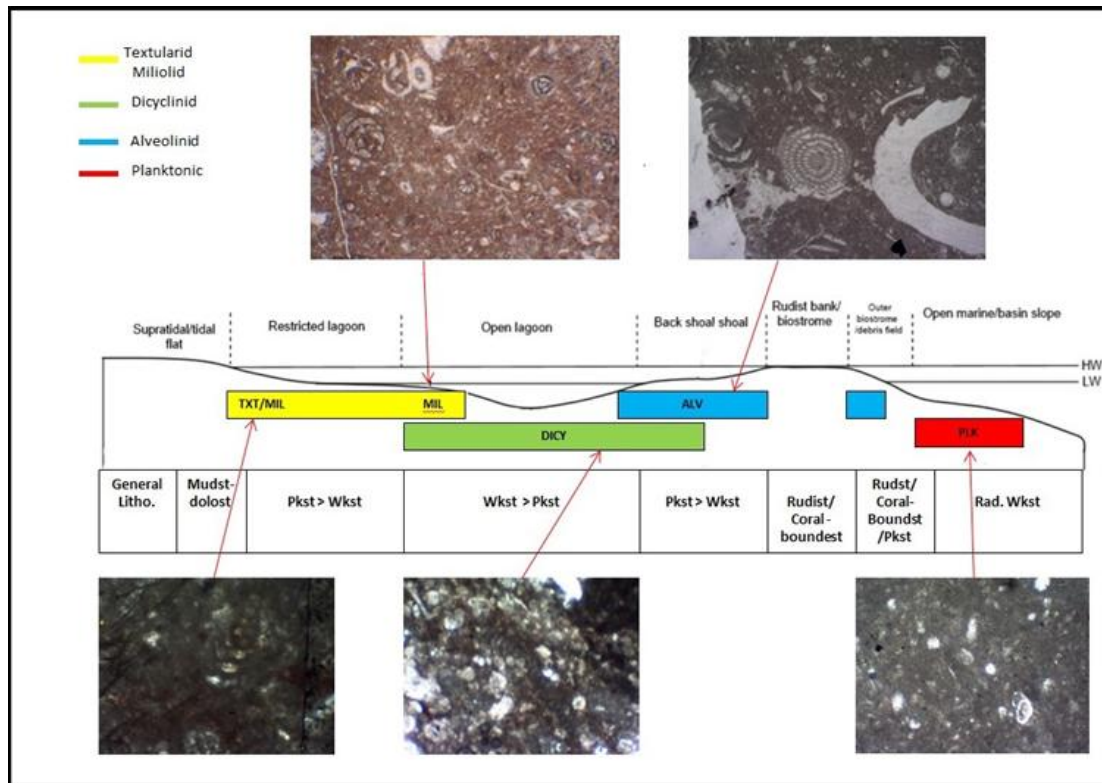 Textularid
Miliolid
Dicyclinid
Alveolinid
Planktonic
Supratidal/tidal
flat
Restricted lagoon
Open lagoon
Back shoal shoal
Rudist bank/
biostrome
Outer
biostrome
/debris field
Open marine/basin slope
HW
LW
TXT/MIL
MIL
ALV
DICY
PLK
General
Litho.
Mudst-
dolost
Pkst > Wkst
Wkst > Pkst
Pkst > Wkst
Rudist/
Coral-
boundest
Rudst/
Coral-
Boundst
/Pkst
Rad. Wkst